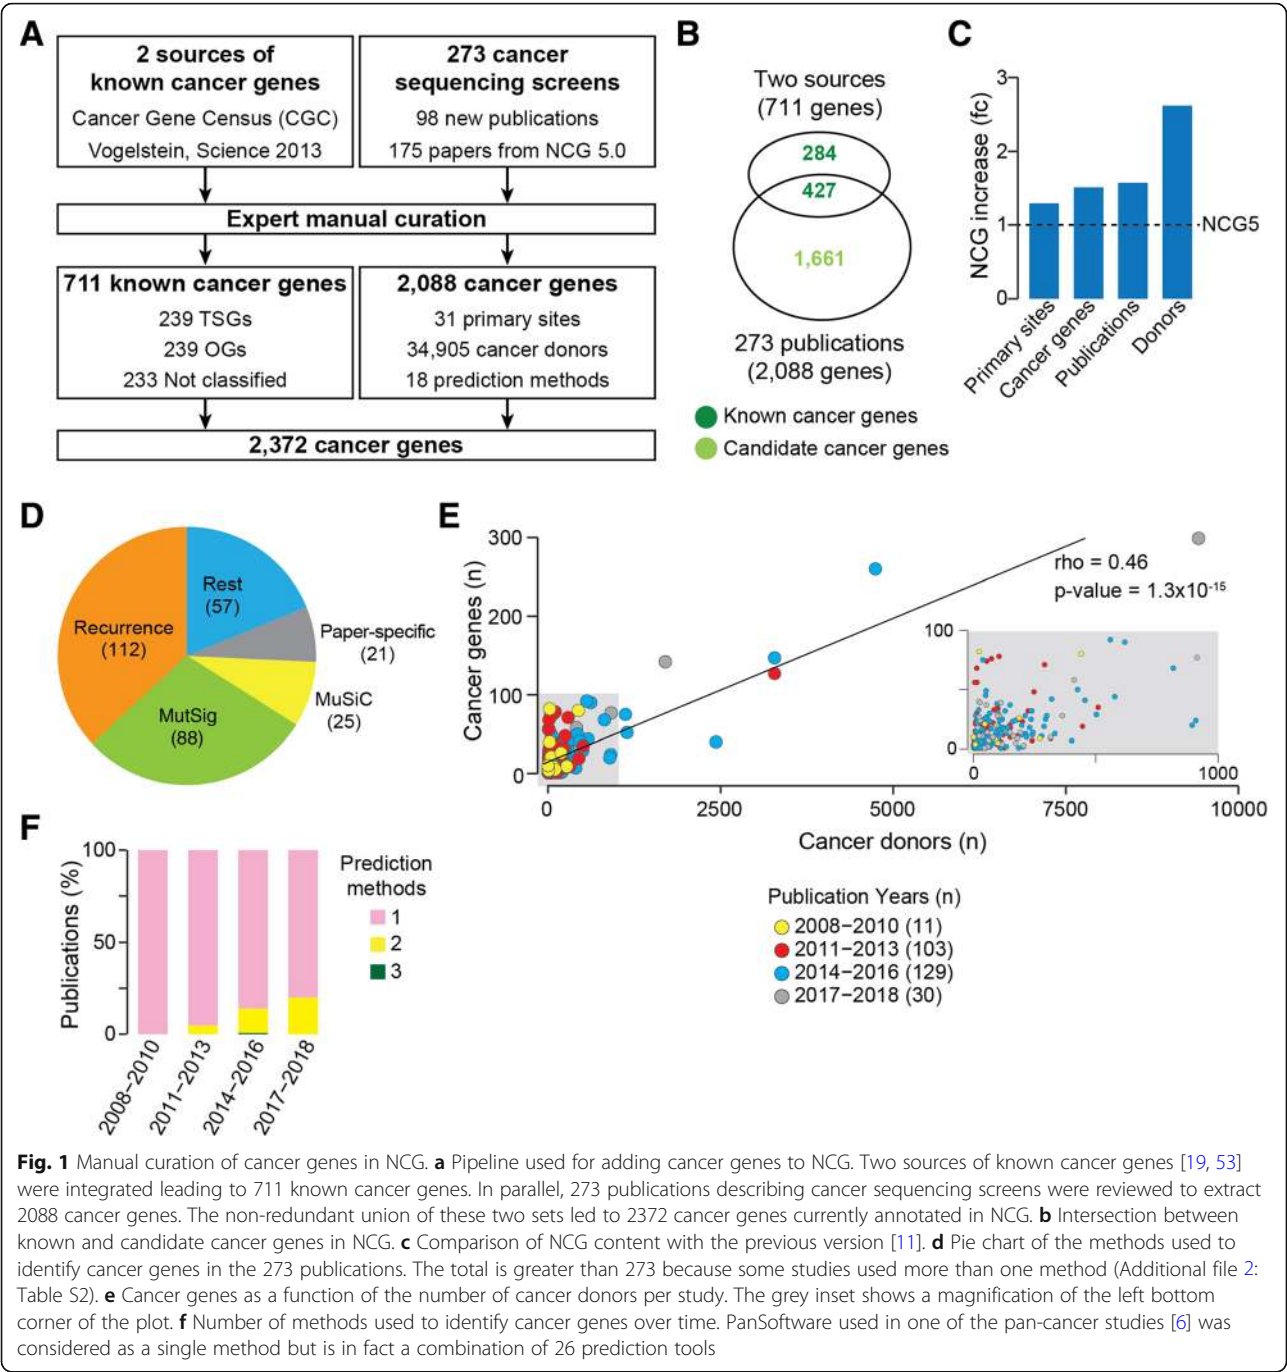 A
2 sources of
known cancer genes
Cancer Gene Census (CGC)
Vogelstein, Science 2013
273 cancer
sequencing screens
98 new publications
175 papers from NCG 5.0
Expert manual curation
711 known cancer genes
239 TSGs
239 OGs
233 Not classified
2,088 cancer genes
31 primary sites
34,905 cancer donors
18 prediction methods
2,372 cancer genes
B
Two sources
(711 genes)
284
427
1,661
273 publications
(2,088 genes)
Known cancer genes
Candidate cancer genes
C
NCG increase (fc)
3
2
1
0
NCG5
Primary sites
Cancer genes
Publications
Donors
D
Rest
(57)
Paper-specific
(21)
MuSiC
(25)
MutSig
(88)
Recurrence
(112)
E
Cancer genes (n)
300
200
100
0
rho = 0.46
p-value = 1.3x10-15
100
0
0
1000
0
2500
5000
7500
10000
Cancer donors (n)
Publication Years (n)
2008–2010 (11)
2011–2013 (103)
2014–2016 (129)
2017–2018 (30)
F
Publications (%)
100
50
0
2008–2010
2011–2013
2014–2016
2017–2018
Prediction
methods
1
2
3
Fig. 1 Manual curation of cancer genes in NCG. a Pipeline used for adding cancer genes to NCG. Two sources of known cancer genes [19, 53]
were integrated leading to 711 known cancer genes. In parallel, 273 publications describing cancer sequencing screens were reviewed to extract
2088 cancer genes. The non-redundant union of these two sets led to 2372 cancer genes currently annotated in NCG. b Intersection between
known and candidate cancer genes in NCG. c Comparison of NCG content with the previous version [11]. d Pie chart of the methods used to
identify cancer genes in the 273 publications. The total is greater than 273 because some studies used more than one method (Additional file 2:
Table S2). e Cancer genes as a function of the number of cancer donors per study. The grey inset shows a magnification of the left bottom
corner of the plot. f Number of methods used to identify cancer genes over time. PanSoftware used in one of the pan-cancer studies [6] was
considered as a single method but is in fact a combination of 26 prediction tools